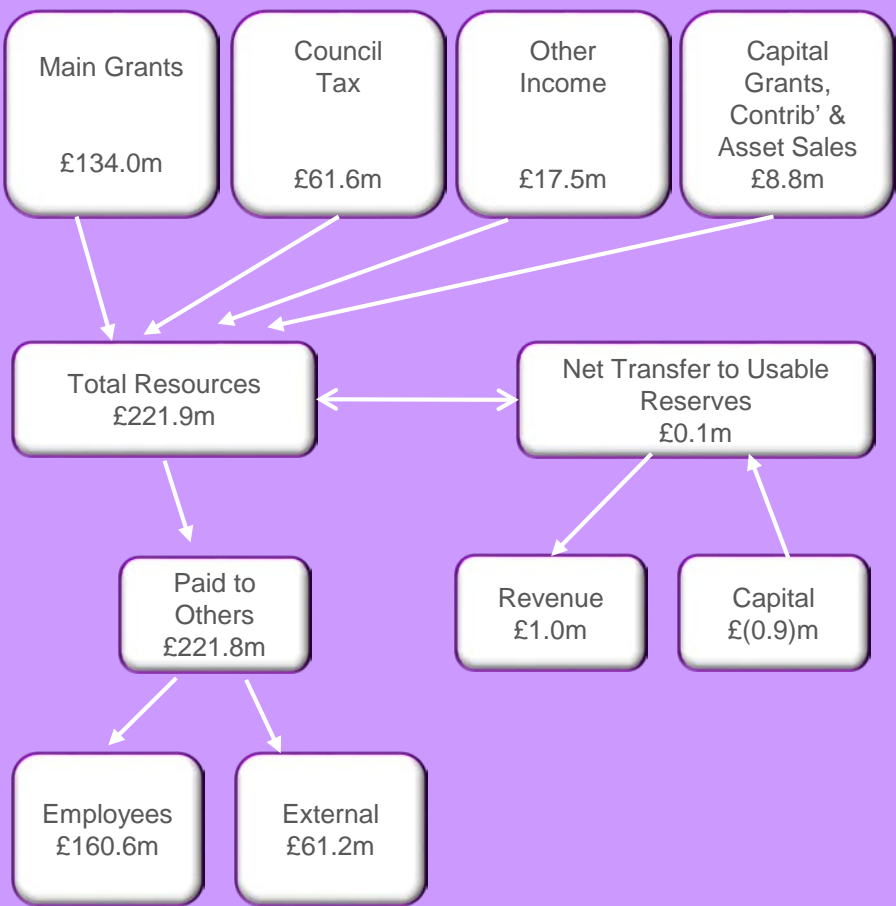 Main Grants
£134.0m
Council
Tax
£61.6m
Other
Income
£17.5m
Capital
Grants,
Contrib’ &
Asset Sales
£8.8m
Total Resources
£221.9m
Net Transfer to Usable
Reserves
£0.1m
Paid to
Others
£221.8m
Revenue
£1.0m
Capital
£(0.9)m
Employees
£160.6m
External
£61.2m